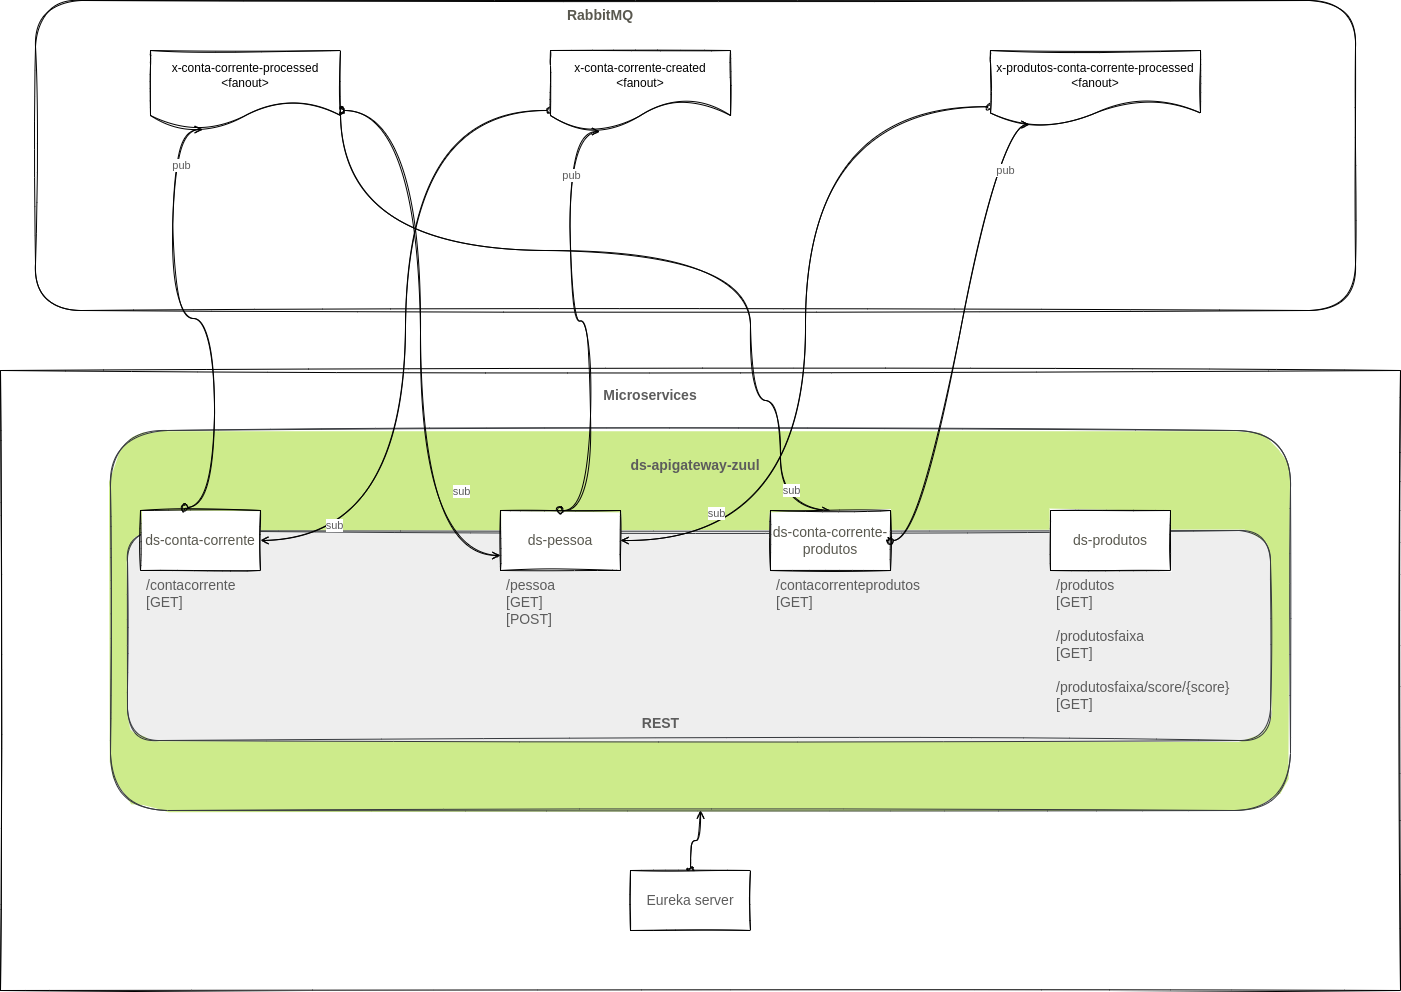 RabbitMQ
x-conta-corrente-processed
<fanout>
x-conta-corrente-created
<fanout>
x-produtos-conta-corrente-processed
<fanout>
pub
pub
pub
Microservices
ds-apigateway-zuul
sub
sub
sub
sub
ds-conta-corrente
ds-pessoa
ds-conta-corrente-
produtos
ds-produtos
/contacorrente
[GET]
/pessoa
[GET]
[POST]
/contacorrenteprodutos
[GET]
/produtos
[GET]
/produtosfaixa
[GET]
/produtosfaixa/score/{score}
[GET]
REST
Eureka server